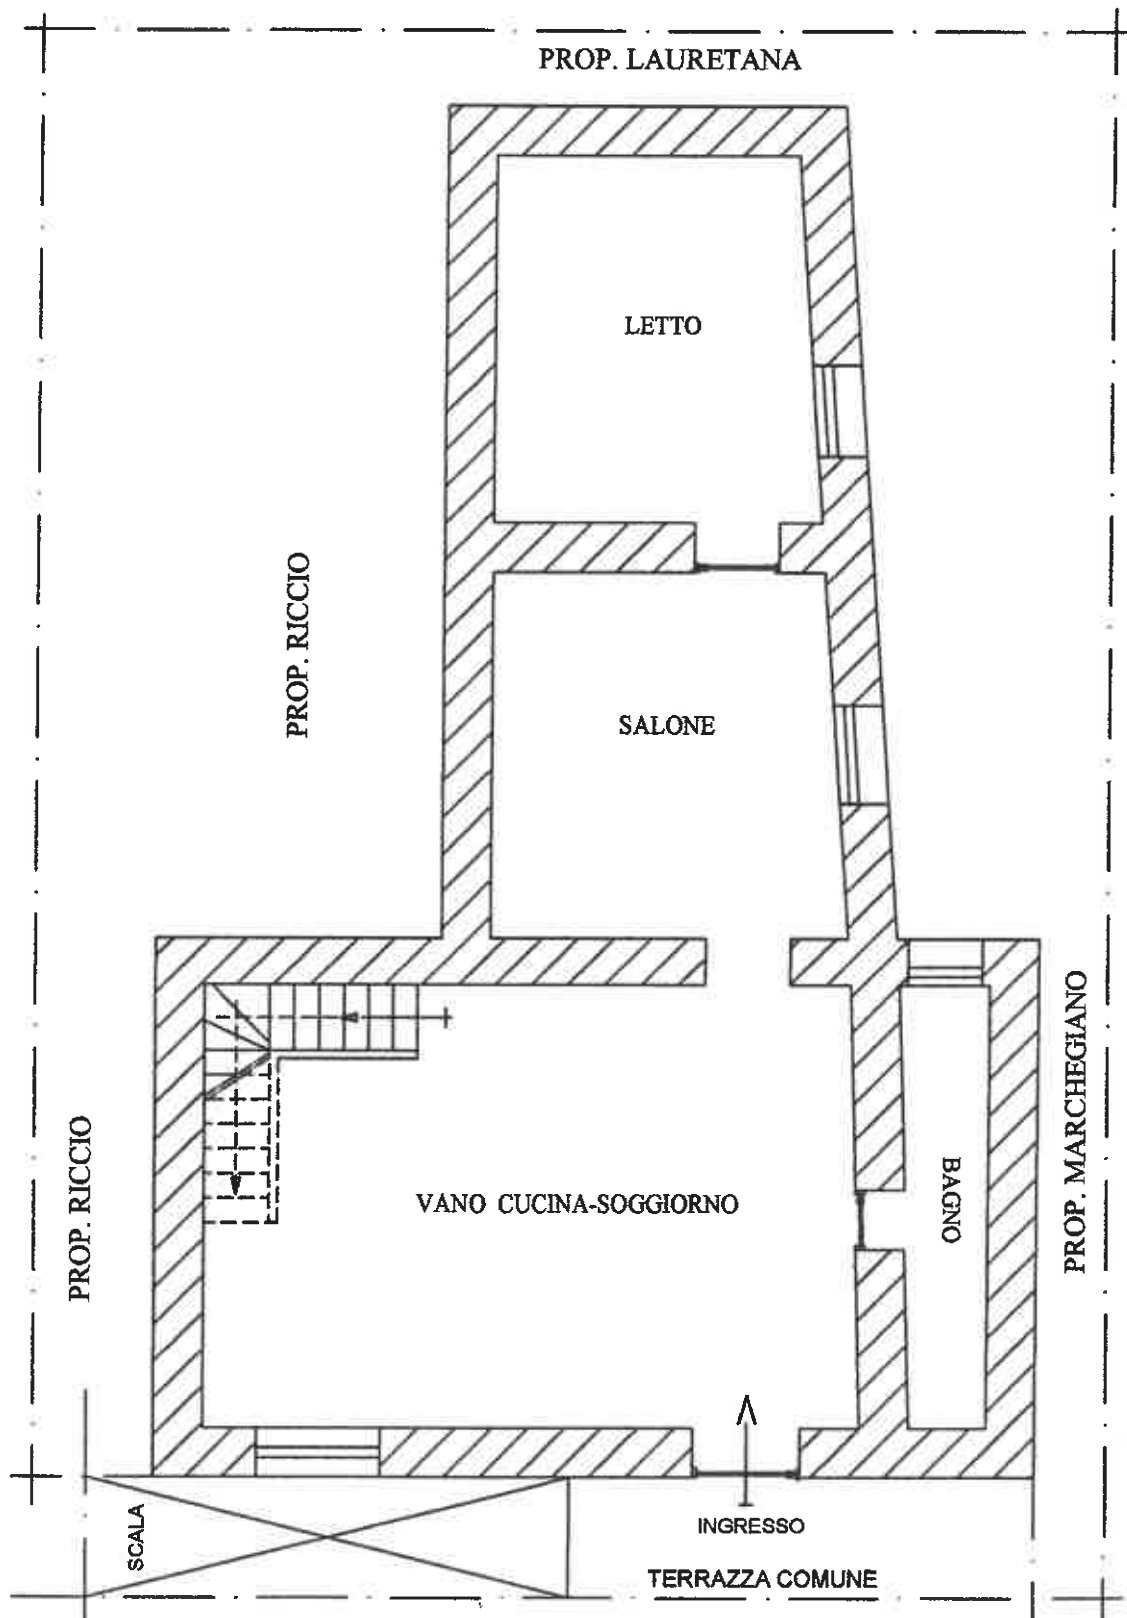 PROP. LAURETANA
LETTO
PROP. RICCIO
SALONE
PROP. RICCIO
VANO CUCINA-SOGGIORNO
BAGNO
PROP. MARCHEGIANO
SCALA
INGRESSO
TERRAZZA COMUNE